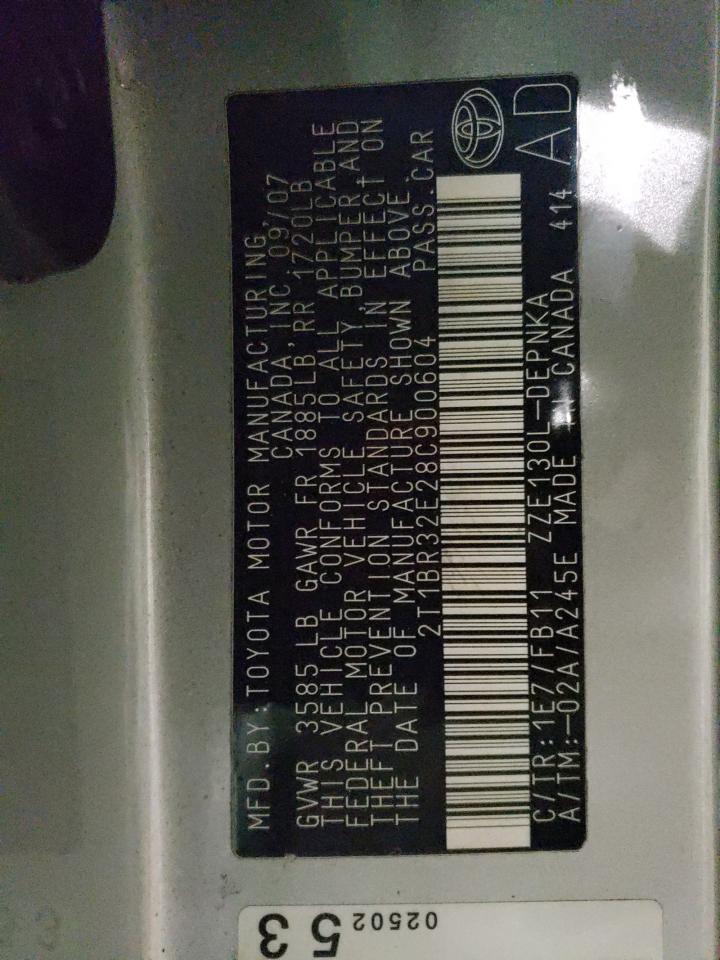 MFD.BY:TOYOTA MOTOR MANUFACTURING,
CANADA, INC. 09/07
GVWR 3585 LB GAWR FR 1885LB, RR 1720LB
THIS VEHICLE CONFORMS TO ALL APPLICABLE
FEDERAL MOTOR VEHICLE SAFETY, BUMPER AND
THEFT PREVENTION STANDARDS IN EFFECT ON
THE DATE OF MANUFACTURE SHOWN ABOVE.
2T1BR32E28C900604 PASS.CAR
C/TR:1E7/FB11 ZZE130L—DEPNKA
A/TM:—02A/A245E MADE IN CANADA 414
AD
02502
53